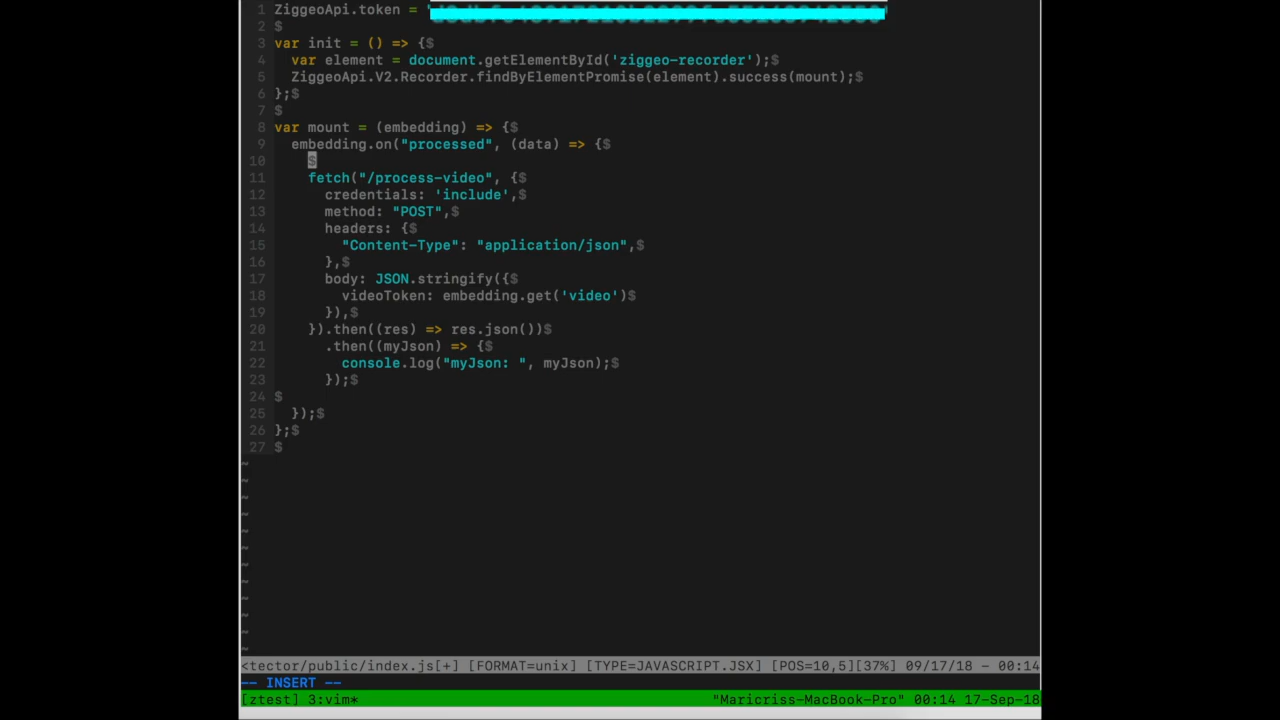 1 ZiggeoApi.token = '
2 $
3 var init = () => {$
4   var element = document.getElementById('ziggeo-recorder');$
5   ZiggeoApi.V2.Recorder.findByElementPromise(element).success(mount);$
6 };$
7 $
8 var mount = (embedding) => {$
9   embedding.on("processed", (data) => {$
10     $
11     fetch("/process-video", {$
12       credentials: 'include',$
13       method: "POST",$
14       headers: {$
15         "Content-Type": "application/json",$
16       },$
17       body: JSON.stringify({$
18         videoToken: embedding.get('video')$
19       }),$
20     }).then((res) => res.json())$
21       .then((myJson) => {$
22         console.log("myJson: ", myJson);$
23       });$
24 $
25   });$
26 };$
27 $
~
~
~
~
~
~
~
~
~
~
~
~
<tector/public/index.js[+] [FORMAT=unix] [TYPE=JAVASCRIPT.JSX] [POS=10,5][37%] 09/17/18 - 00:14
-- INSERT --
[ztest] 3:vim* "Maricriss-MacBook-Pro" 00:14 17-Sep-18